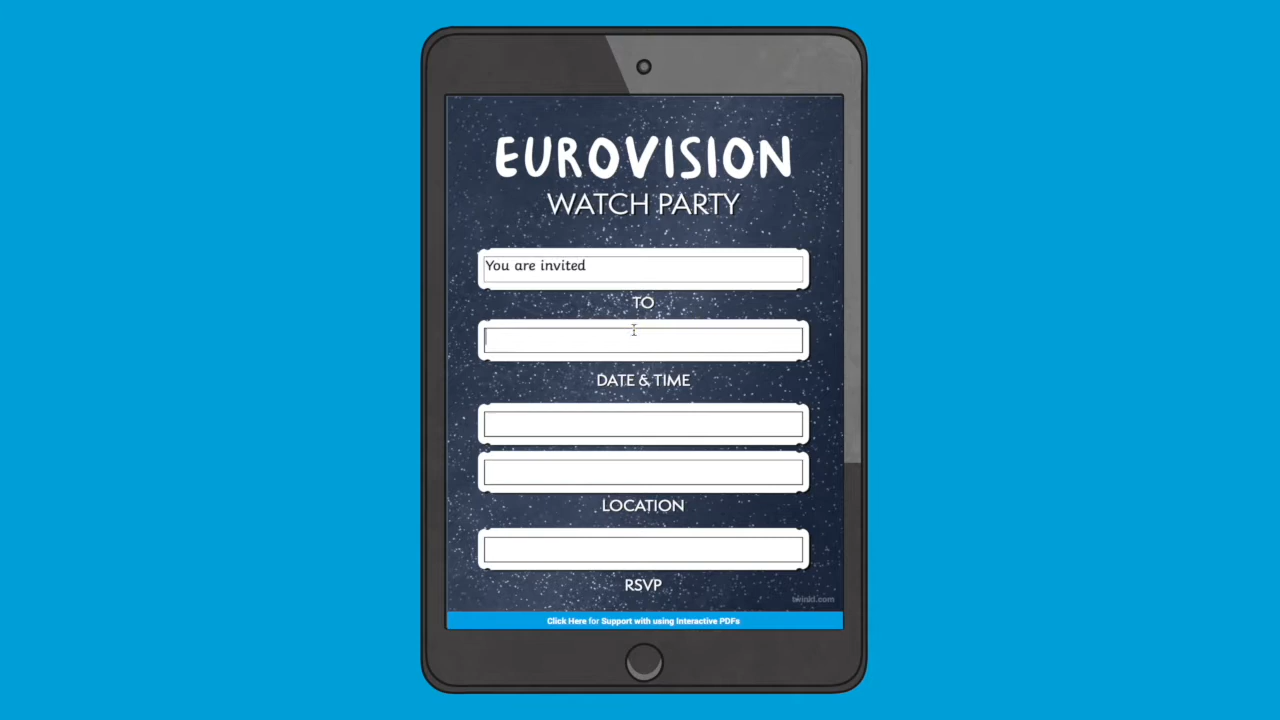 EUROVISION
WATCH PARTY
You are invited
TO
DATE & TIME
LOCATION
RSVP
twinkl.com
Click Here for Support with using Interactive PDFs